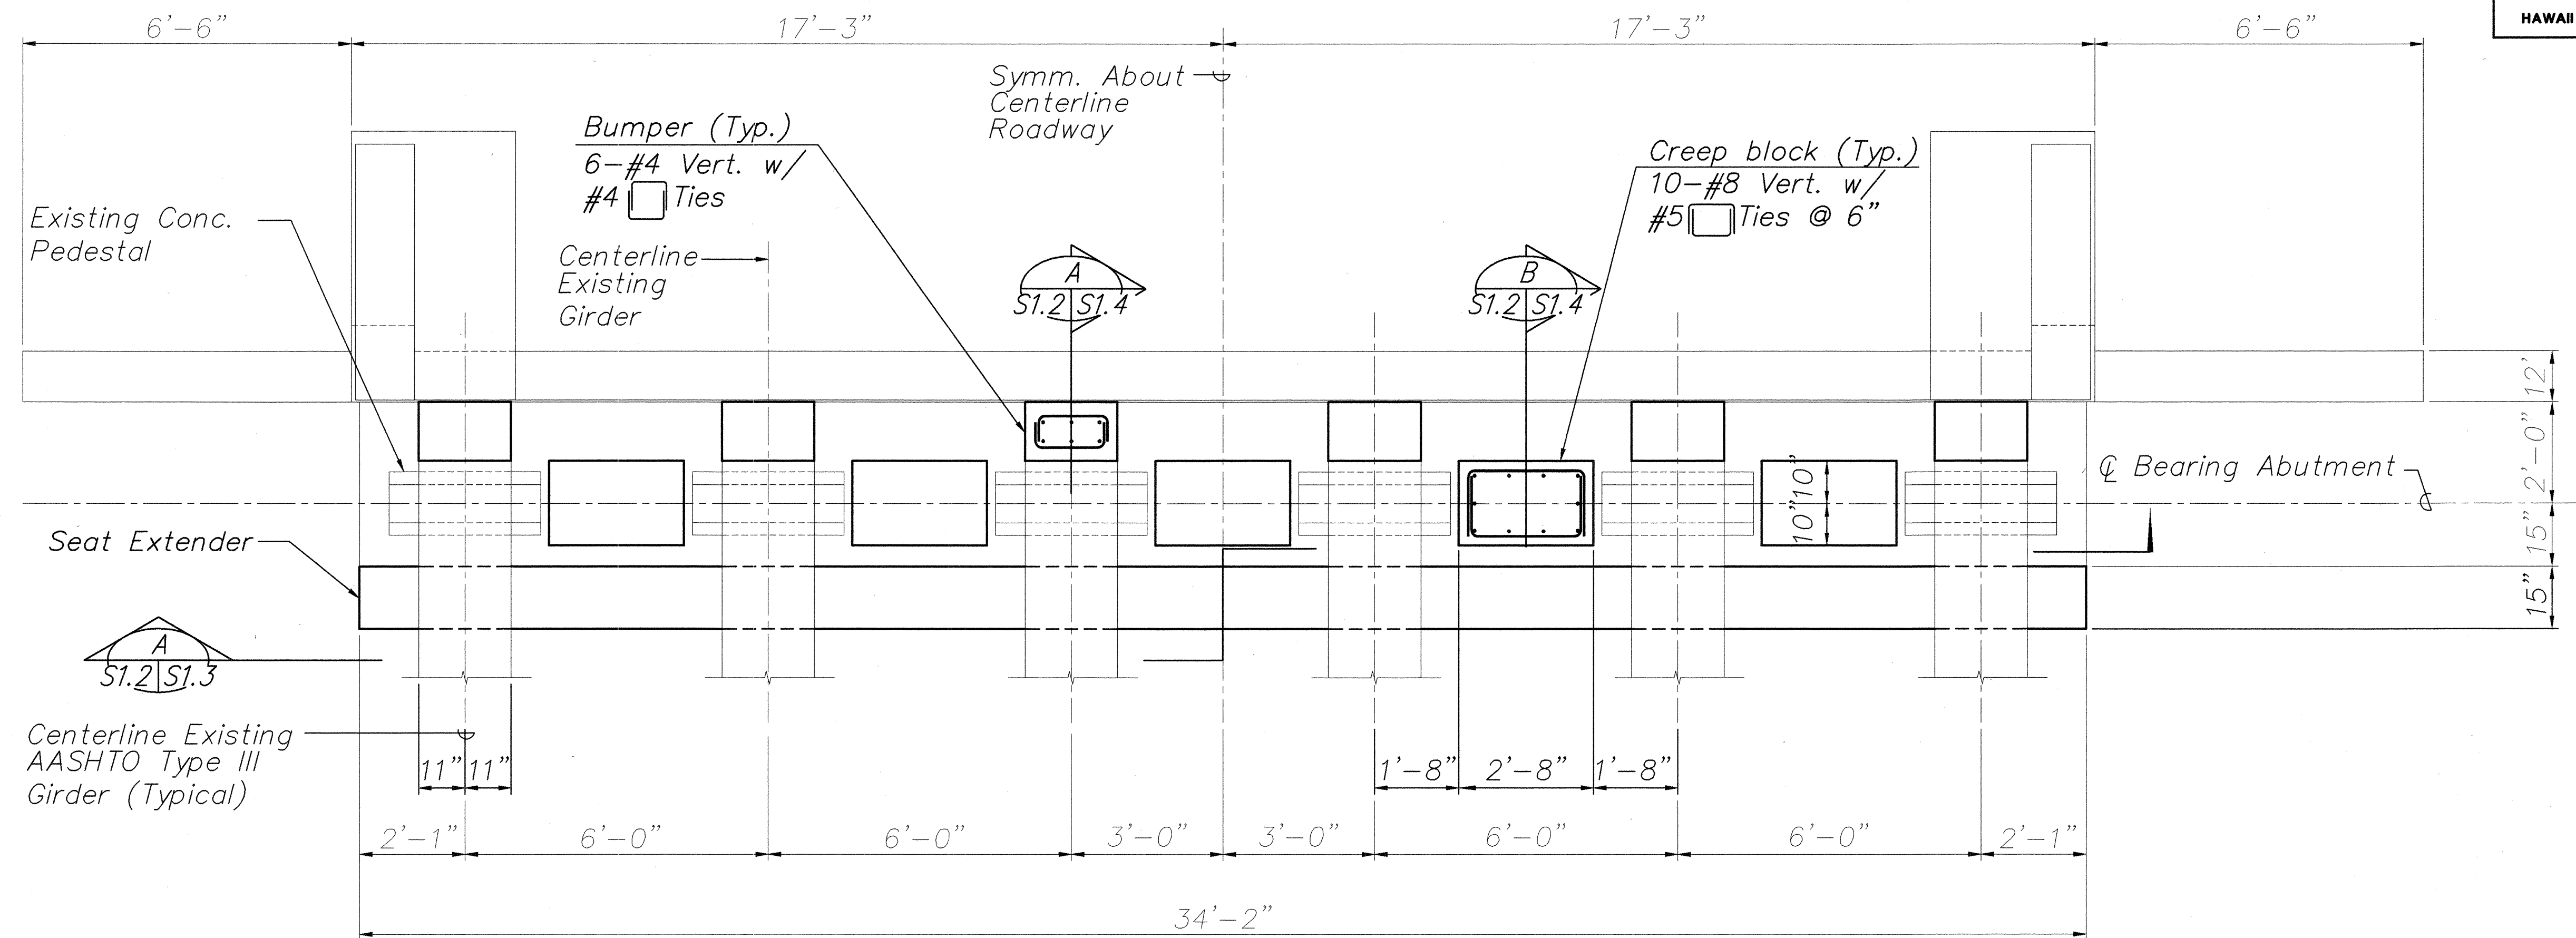 HAWAII
6'-6"
17'-3"
17'-3"
6'-6"
Symm. About
Centerline
Roadway
Bumper (Typ.)
6-#4 Vert. w/
#4 Ties
Creep block (Typ.)
10-#8 Vert. w/
#5 Ties @ 6"
Existing Conc.
Pedestal
Centerline
Existing
Girder
A
S1.2 S1.4
B
S1.2 S1.4
12'
2'-0"
15"
15"
10"
10"
℄ Bearing Abutment
Seat Extender
A
S1.2 S1.3
Centerline Existing
AASHTO Type III
Girder (Typical)
11" 11"
1'-8" 2'-8" 1'-8"
2'-1" 6'-0" 6'-0" 3'-0" 3'-0" 6'-0" 6'-0" 2'-1"
34'-2"